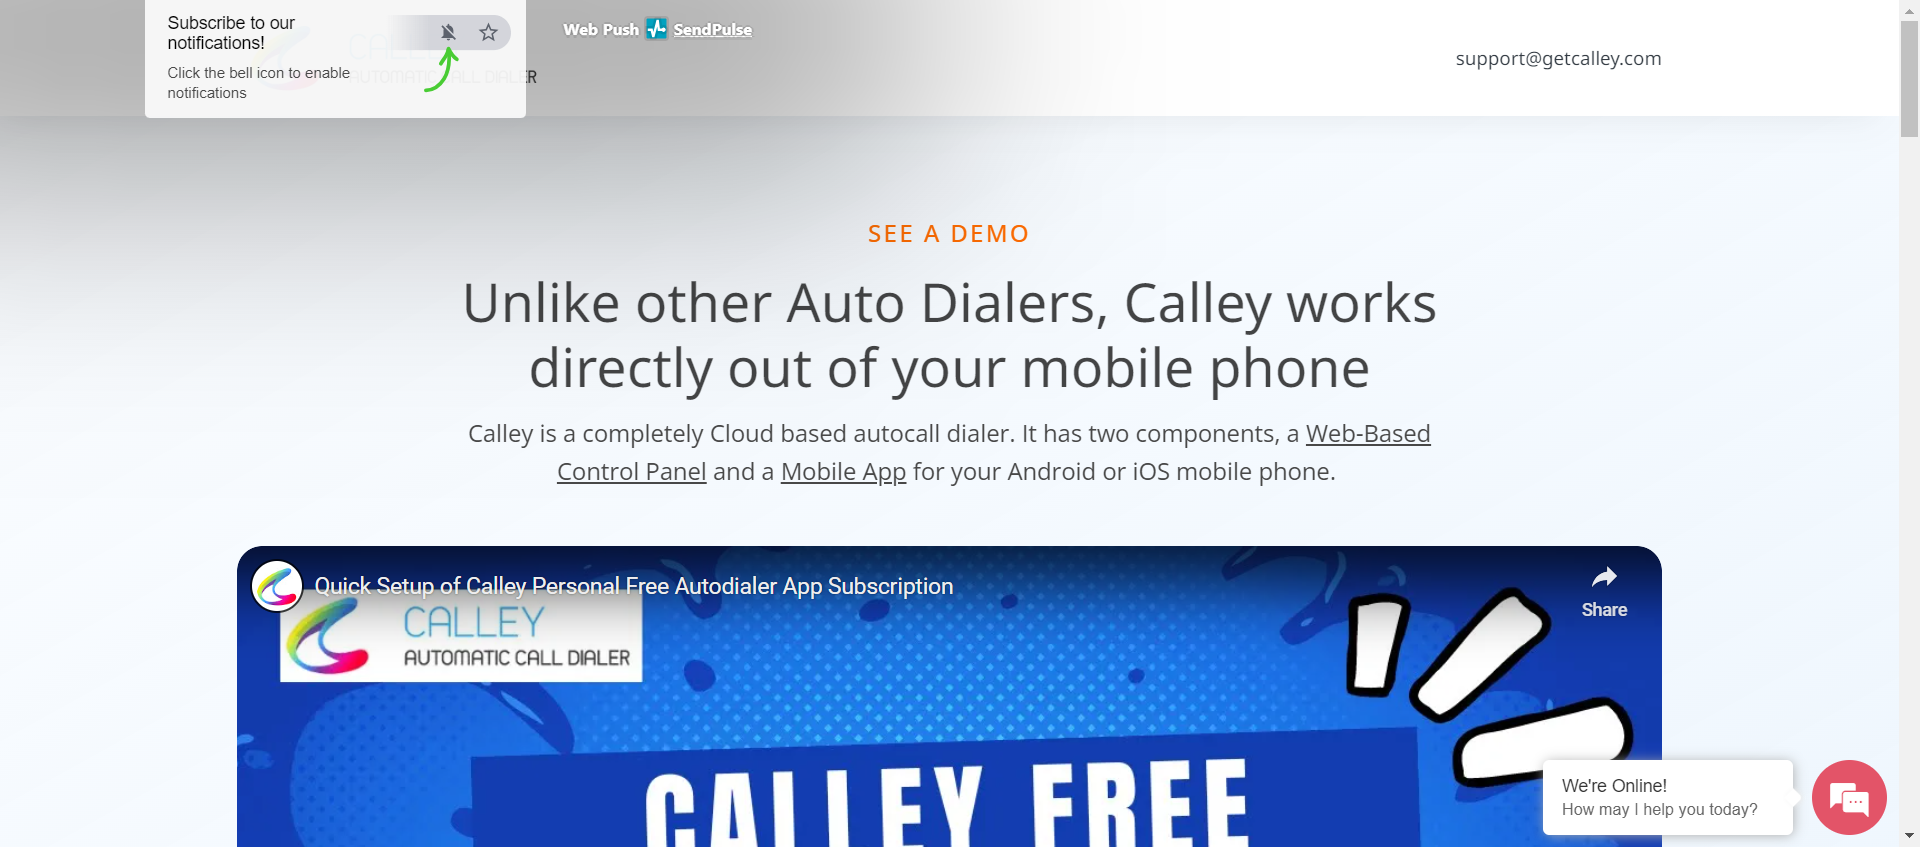 Subscribe to our
notifications!
Click the bell icon to enable
notifications
CA
AUTOMATIC CALL DIALER
Web Push SendPulse
support@getcalley.com
SEE A DEMO
Unlike other Auto Dialers, Calley works
directly out of your mobile phone
Calley is a completely Cloud based autocall dialer. It has two components, a Web-Based
Control Panel and a Mobile App for your Android or iOS mobile phone.
Quick Setup of Calley Personal Free Autodialer App Subscription
Share
CALLEY
AUTOMATIC CALL DIALER
CALLEY FREE
We're Online!
How may I help you today?